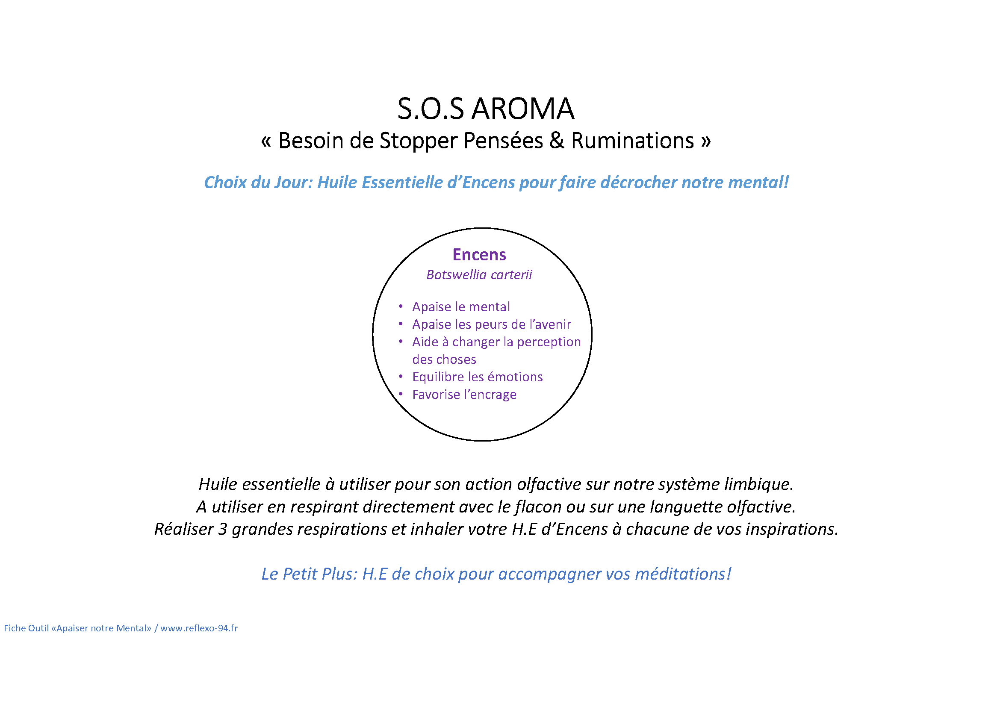 S.O.S AROMA
« Besoin de Stopper Pensées & Ruminations »
Choix du Jour: Huile Essentielle d’Encens pour faire décrocher notre mental!
Encens
Botswellia carterii
• Apaise le mental
• Apaise les peurs de l’avenir
• Aide à changer la perception
des choses
• Equilibre les émotions
• Favorise l’encrage
Huile essentielle à utiliser pour son action olfactive sur notre système limbique.
A utiliser en respirant directement avec le flacon ou sur une languette olfactive.
Réaliser 3 grandes respirations et inhaler votre H.E d’Encens à chacune de vos inspirations.
Le Petit Plus: H.E de choix pour accompagner vos méditations!
Fiche Outil «Apaiser notre Mental» / www.reflexo-94.fr